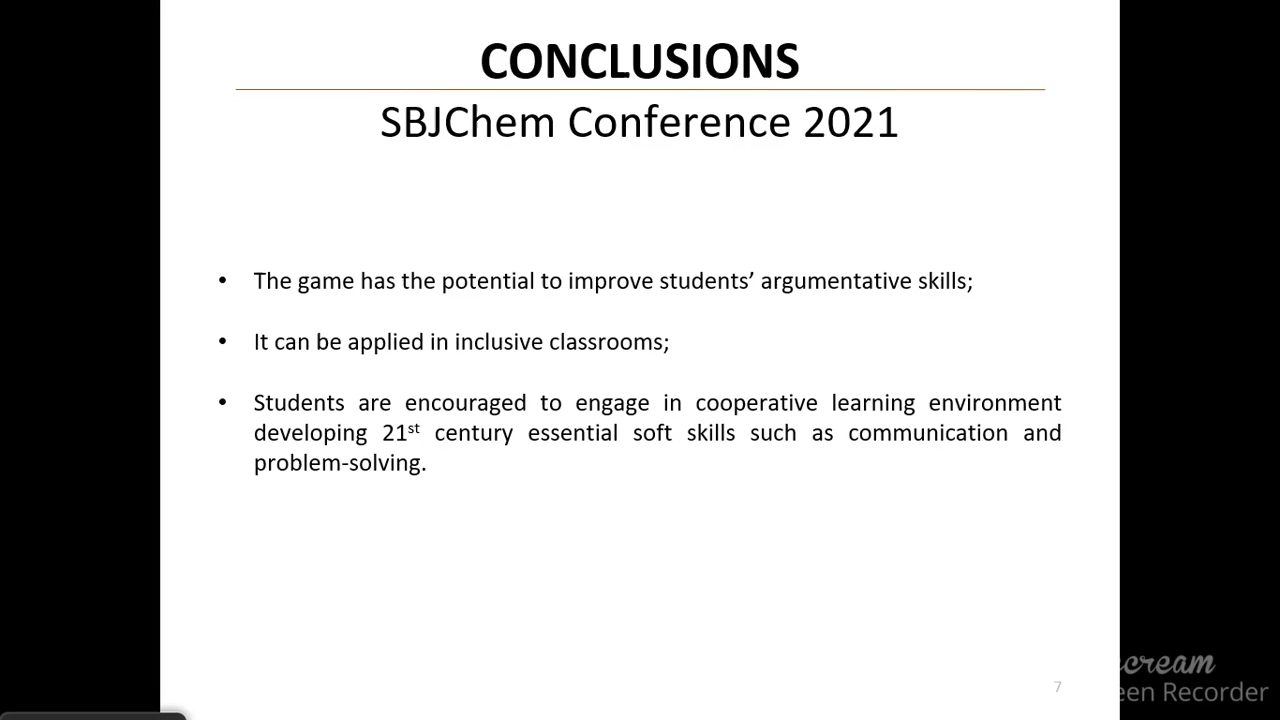 CONCLUSIONS
SBJChem Conference 2021
• The game has the potential to improve students’ argumentative skills;
• It can be applied in inclusive classrooms;
• Students are encouraged to engage in cooperative learning environment
developing 21st century essential soft skills such as communication and
problem-solving.
7
Recorder